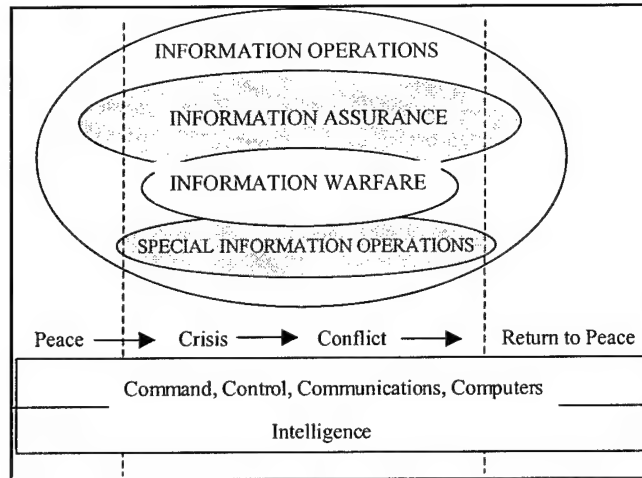 INFORMATION OPERATIONS
INFORMATION ASSURANCE
INFORMATION WARFARE
SPECIAL INFORMATION OPERATIONS
Peace Crisis Conflict Return to Peace
Command, Control, Communications, Computers
Intelligence